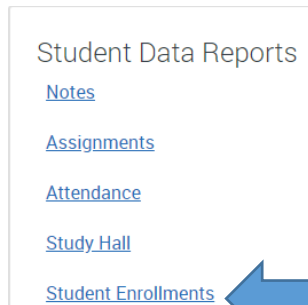 Student Data Reports
Notes
Assignments
Attendance
Study Hall
Student Enrollments